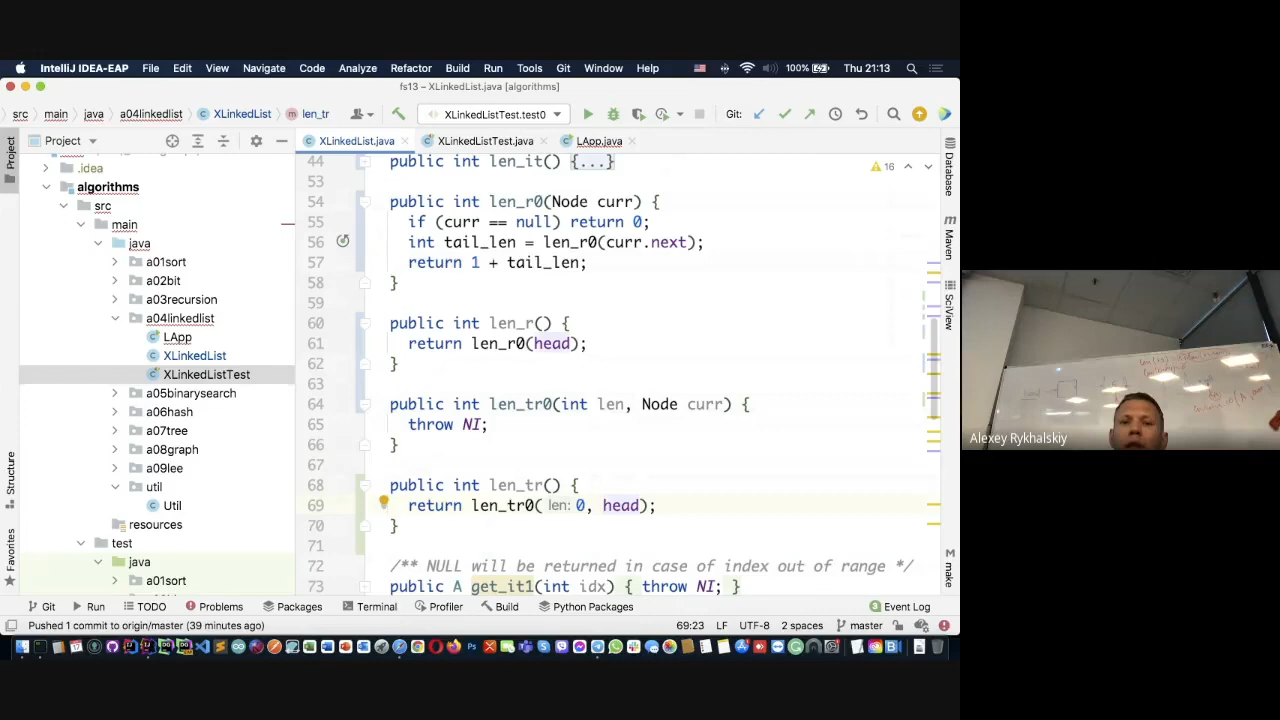 IntelliJ IDEA-EAP File Edit View Navigate Code Analyze Refactor Build Run Tools Git Window Help 100% Thu 21:13
fs13 – XLinkedList.java [algorithms]
src main java a04linkedlist XLinkedList len_tr XLinkedListTest.test0 Git:
Project XLinkedList.java XLinkedListTest.java LApp.java
Project
Structure
Favorites
Database
Maven
SciView
make
.idea
algorithms
src
main
java
a01sort
a02bit
a03recursion
a04linkedlist
LApp
XLinkedList
XLinkedListTest
a05binarysearch
a06hash
a07tree
a08graph
a09lee
util
Util
resources
test
java
a01sort
16
44 public int len_it() {...}
53
54 public int len_r0(Node curr) {
55 if (curr == null) return 0;
56 int tail_len = len_r0(curr.next);
57 return 1 + tail_len;
58 }
59
60 public int len_r() {
61 return len_r0(head);
62 }
63
64 public int len_tr0(int len, Node curr) {
65 throw NI;
66 }
67
68 public int len_tr() {
69 return len_tr0( len: 0, head);
70 }
71
72 /** NULL will be returned in case of index out of range */
73 public A get_it1(int idx) { throw NI; }
Git Run TODO Problems Packages Terminal Profiler Build Python Packages 3 Event Log
Pushed 1 commit to origin/master (39 minutes ago) 69:23 LF UTF-8 2 spaces master
Alexey Rykhalskiy